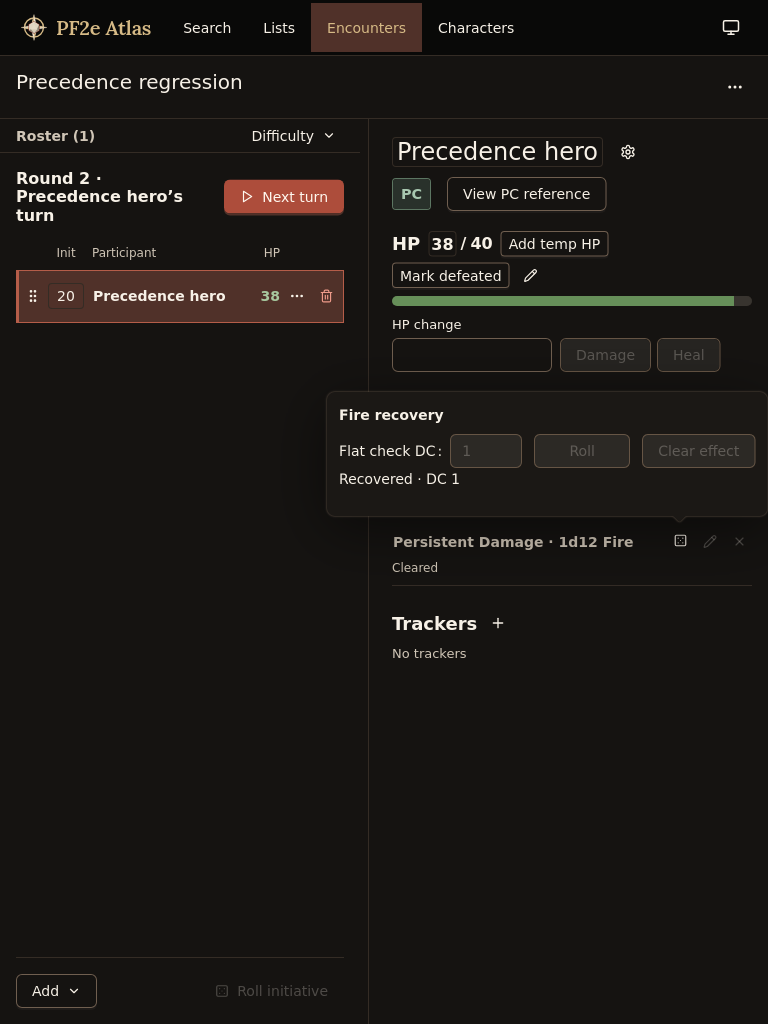 PF2e Atlas Search Lists Encounters Characters
Precedence regression
Roster (1) Difficulty
Round 2 ·
Precedence hero’s
turn
Next turn
Init Participant HP
20 Precedence hero 38
Add
Roll initiative
Precedence hero
PC View PC reference
HP 38 / 40 Add temp HP
Mark defeated
HP change
Damage Heal
Fire recovery
Flat check DC: 1 Roll Clear effect
Recovered · DC 1
Persistent Damage · 1d12 Fire
Cleared
Trackers
No trackers